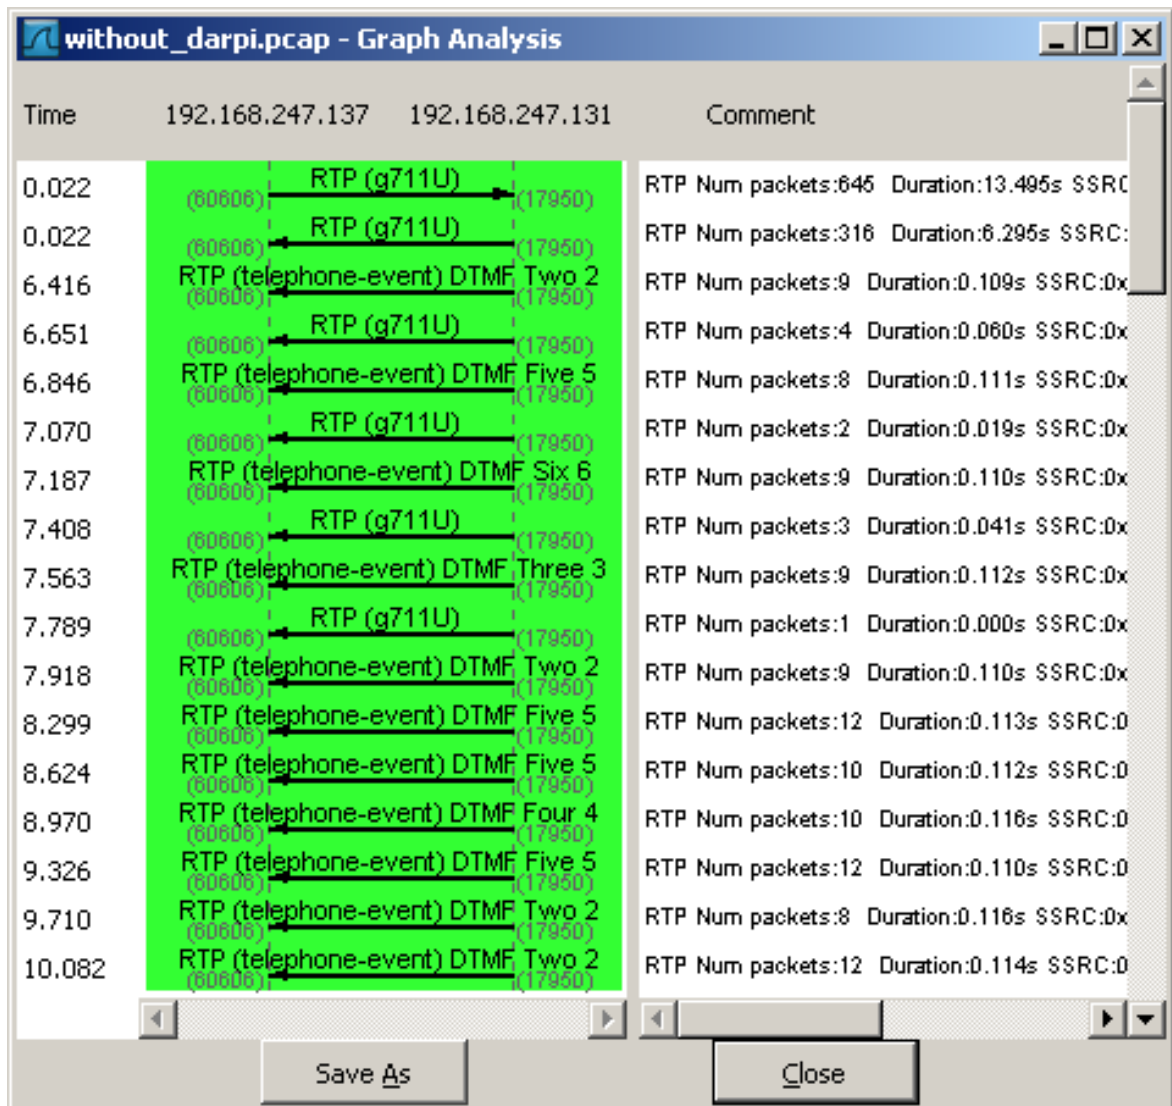 without_darpi.pcap - Graph Analysis
Time 192.168.247.137 192.168.247.131 Comment
0.022 RTP (g711U) (60606) (17950) RTP Num packets:645 Duration:13.495s SSRC
0.022 RTP (g711U) (60606) (17950) RTP Num packets:316 Duration:6.295s SSRC:
6.416 RTP (telephone-event) DTMF Two 2 (60606) (17950) RTP Num packets:9 Duration:0.109s SSRC:0x
6.651 RTP (g711U) (60606) (17950) RTP Num packets:4 Duration:0.060s SSRC:0x
6.846 RTP (telephone-event) DTMF Five 5 (60606) (17950) RTP Num packets:8 Duration:0.111s SSRC:0x
7.070 RTP (g711U) (60606) (17950) RTP Num packets:2 Duration:0.019s SSRC:0x
7.187 RTP (telephone-event) DTMF Six 6 (60606) (17950) RTP Num packets:9 Duration:0.110s SSRC:0x
7.408 RTP (g711U) (60606) (17950) RTP Num packets:3 Duration:0.041s SSRC:0x
7.563 RTP (telephone-event) DTMF Three 3 (60606) (17950) RTP Num packets:9 Duration:0.112s SSRC:0x
7.789 RTP (g711U) (60606) (17950) RTP Num packets:1 Duration:0.000s SSRC:0x
7.918 RTP (telephone-event) DTMF Two 2 (60606) (17950) RTP Num packets:9 Duration:0.110s SSRC:0x
8.299 RTP (telephone-event) DTMF Five 5 (60606) (17950) RTP Num packets:12 Duration:0.113s SSRC:0
8.624 RTP (telephone-event) DTMF Five 5 (60606) (17950) RTP Num packets:10 Duration:0.112s SSRC:0
8.970 RTP (telephone-event) DTMF Four 4 (60606) (17950) RTP Num packets:10 Duration:0.116s SSRC:0
9.326 RTP (telephone-event) DTMF Five 5 (60606) (17950) RTP Num packets:12 Duration:0.110s SSRC:0
9.710 RTP (telephone-event) DTMF Two 2 (60606) (17950) RTP Num packets:8 Duration:0.116s SSRC:0x
10.082 RTP (telephone-event) DTMF Two 2 (60606) (17950) RTP Num packets:12 Duration:0.114s SSRC:0
Save As Close